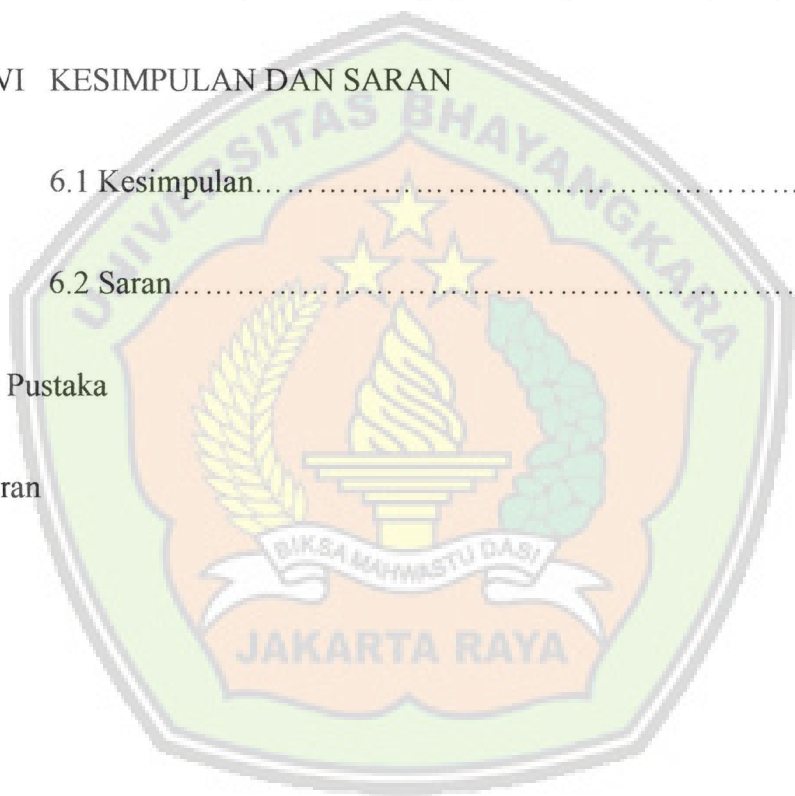 VI KESIMPULAN DAN SARAN
6.1 Kesimpulan……………………………………………
6.2 Saran……………………………………………………
Pustaka
ran
UNIVERSITAS BHAYANGKARA
BIKSA MAHWASTU DASI
JAKARTA RAYA